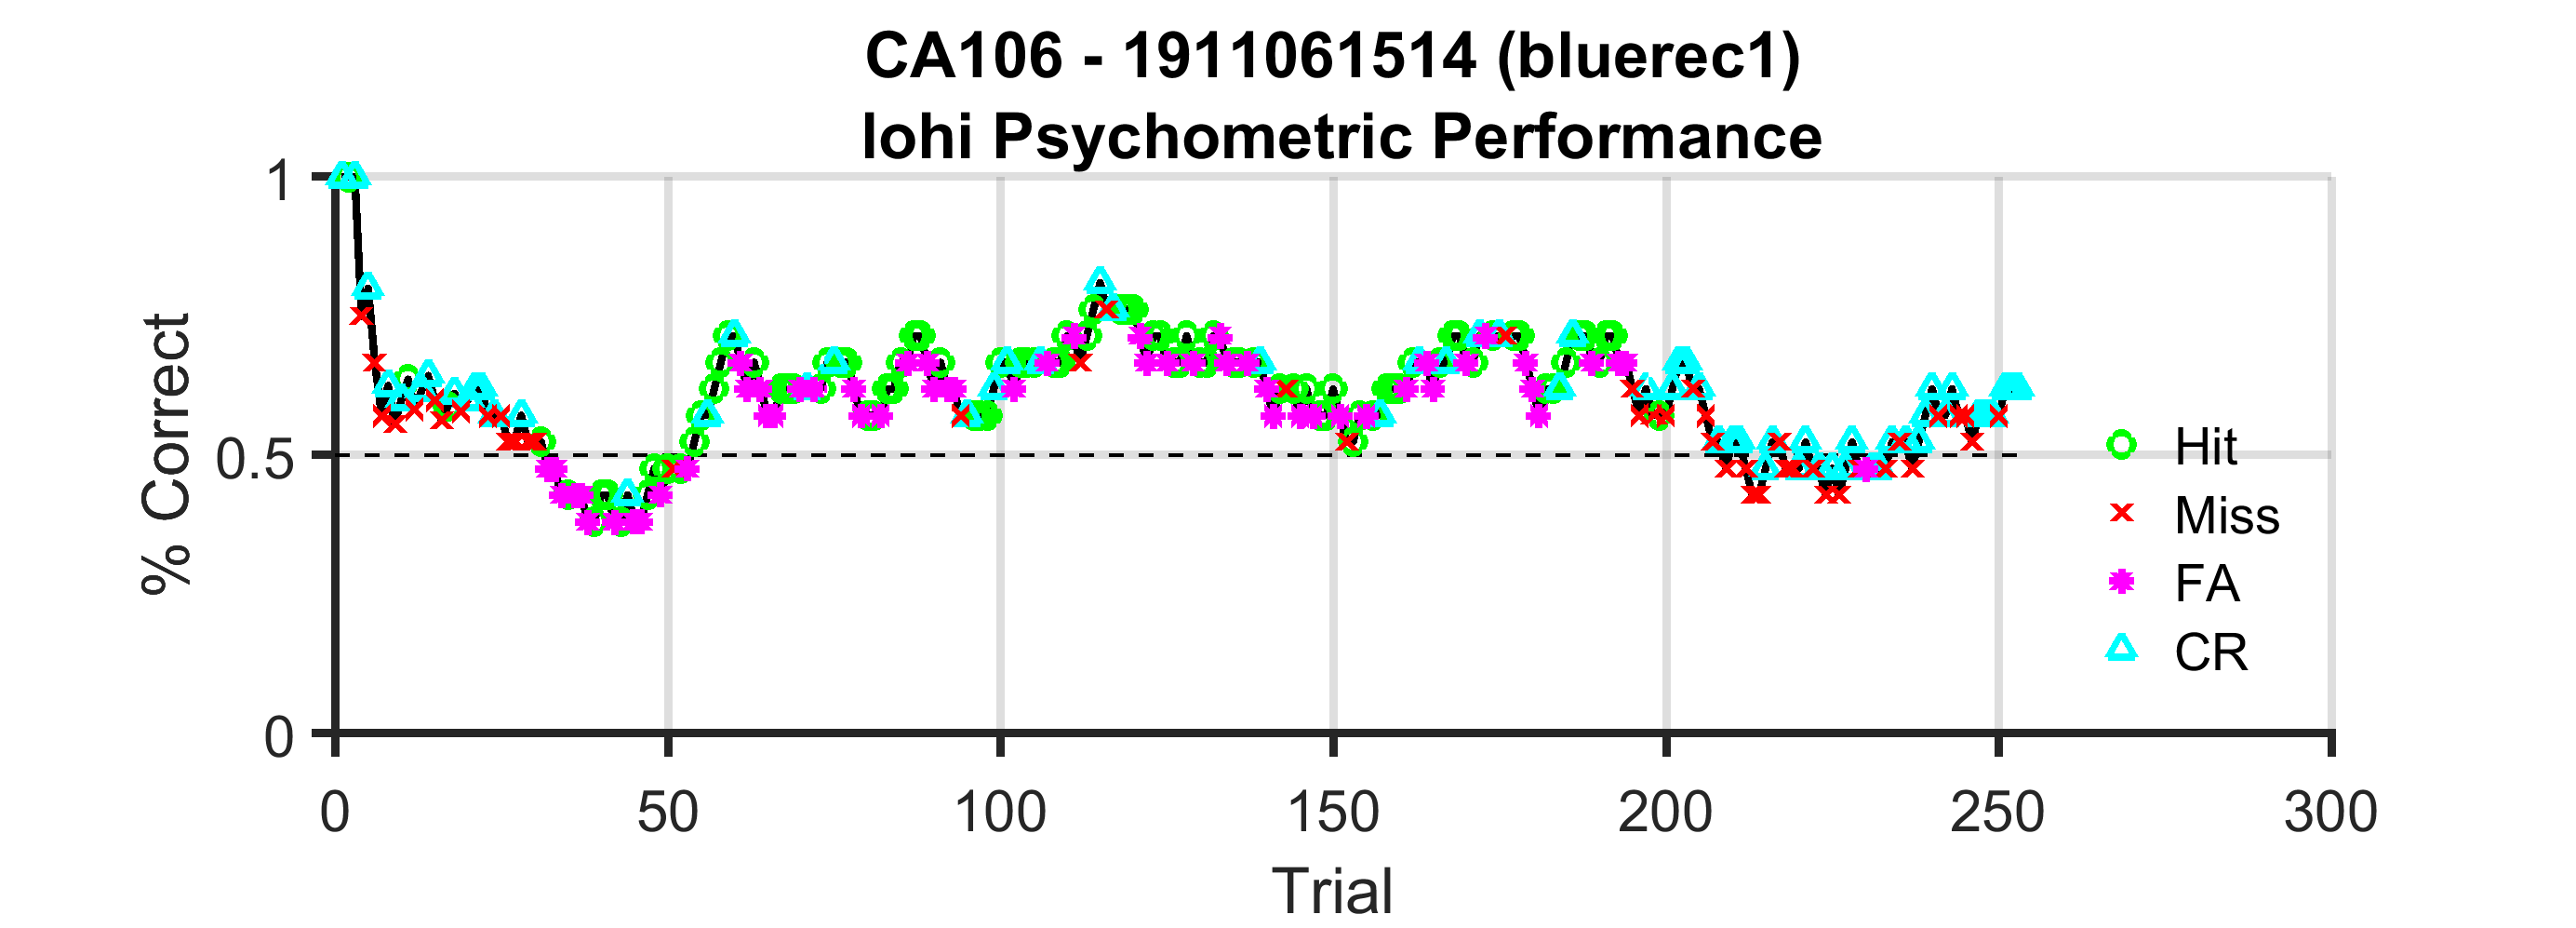 CA106 - 1911061514 (bluerec1)
lohi Psychometric Performance
% Correct
1
0.5
0
Hit
Miss
FA
CR
0 50 100 150 200 250 300
Trial